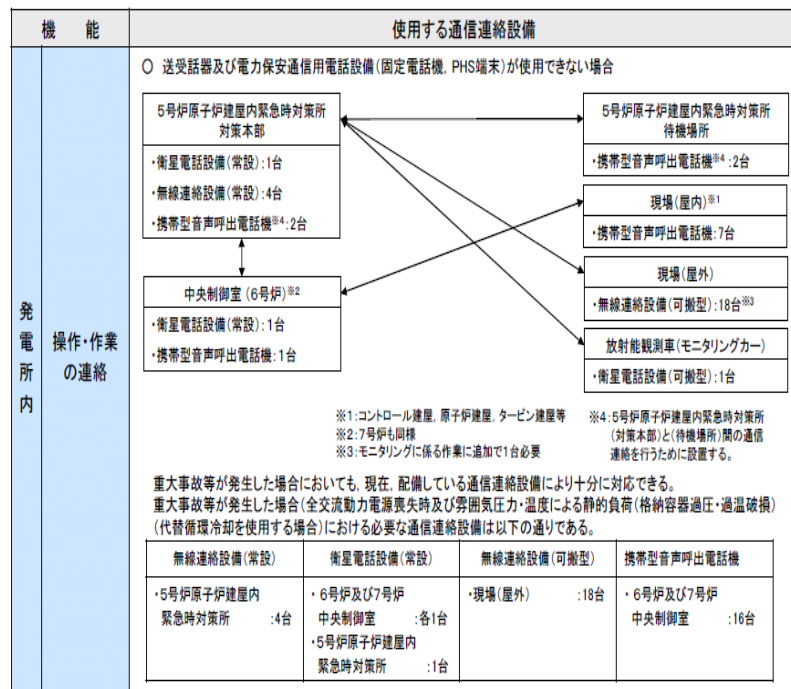 機 能
使用する通信連絡設備
発電所内
操作・作業
の連絡
○ 送受話器及び電力保安通信用電話設備(固定電話機, PHS端末)が使用できない場合
5号炉原子炉建屋内緊急時対策所
対策本部
・衛星電話設備(常設):1台
・無線連絡設備(常設):4台
・携帯型音声呼出電話機※4:2台
中央制御室(6号炉)※2
・衛星電話設備(常設):1台
・携帯型音声呼出電話機:1台
5号炉原子炉建屋内緊急時対策所
待機場所
・携帯型音声呼出電話機※4:2台
現場(屋内)※1
・携帯型音声呼出電話機:7台
現場(屋外)
・無線連絡設備(可搬型):18台※3
放射能観測車(モニタリングカー)
・衛星電話設備(可搬型):1台
※1:コントロール建屋, 原子炉建屋, タービン建屋等
※2:7号炉も同様
※3:モニタリングに係る作業に追加で1台必要
※4:5号炉原子炉建屋内緊急時対策所
(対策本部)と(待機場所)間の通信
連絡を行うために設置する。
重大事故等が発生した場合においても, 現在, 配備している通信連絡設備により十分に対応できる。
重大事故等が発生した場合(全交流動力電源喪失時及び雰囲気圧力・温度による静的負荷(格納容器過圧・過温破損)
(代替循環冷却を使用する場合)における必要な通信連絡設備は以下の通りである。
無線連絡設備(常設)
衛星電話設備(常設)
無線連絡設備(可搬型)
携帯型音声呼出電話機
・5号炉原子炉建屋内
緊急時対策所 :4台
・6号炉及び7号炉
中央制御室 :各1台
・5号炉原子炉建屋内
緊急時対策所 :1台
・現場(屋外) :18台
・6号炉及び7号炉
中央制御室 :16台